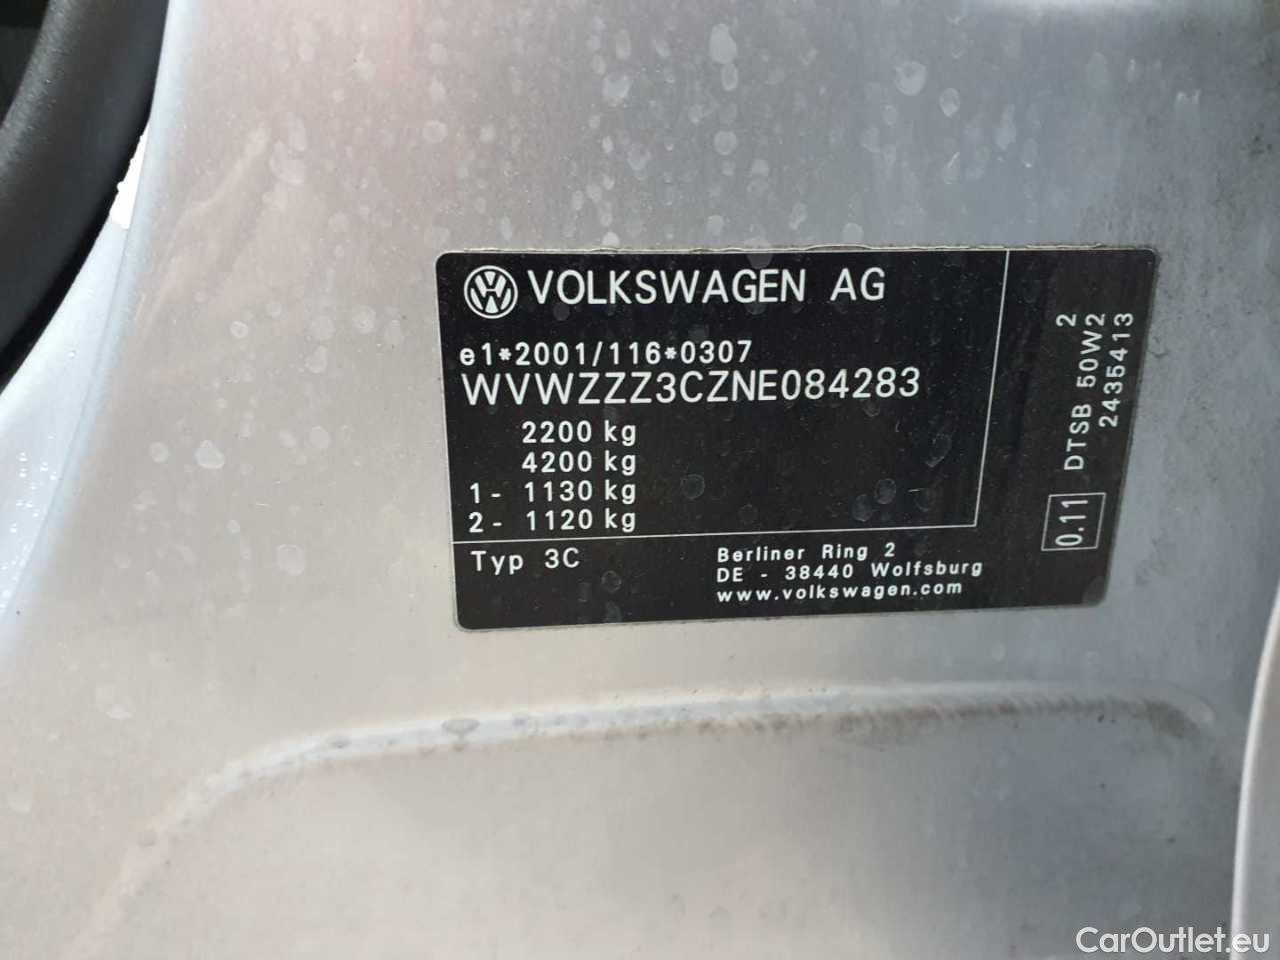 VOLKSWAGEN AG
e1*2001/116*0307
WVWZZZ3CZNE084283
2200 kg
4200 kg
1- 1130 kg
2- 1120 kg
Typ 3C
Berliner Ring 2
DE - 38440 Wolfsburg
www.volkswagen.com
2
DTSB 50W2
2435413
0.11
CarOutlet.eu